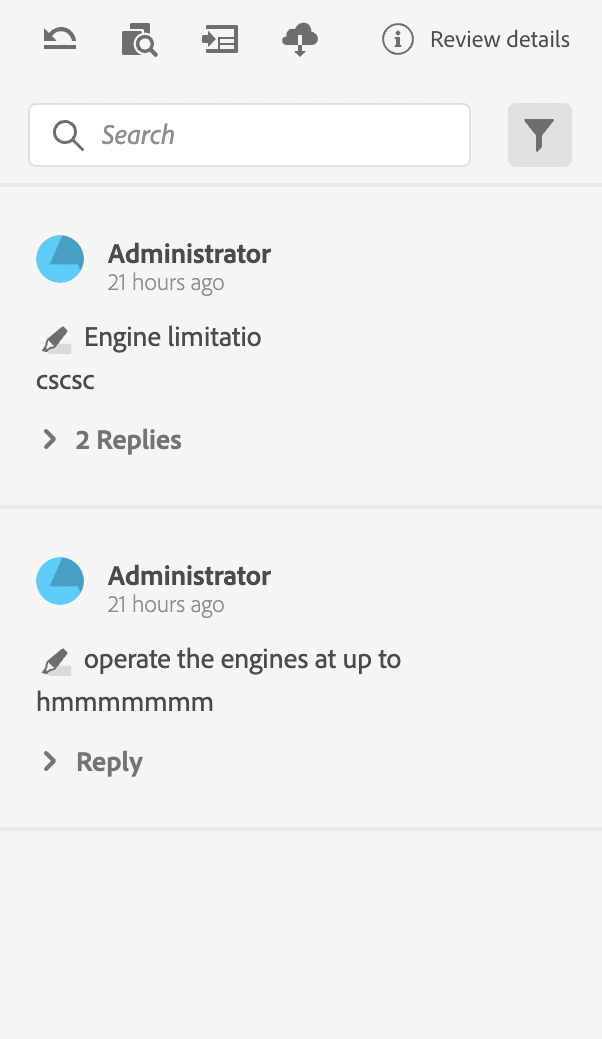 Review details
Search
Administrator
21 hours ago
Engine limitatio
cscsc
2 Replies
Administrator
21 hours ago
operate the engines at up to
hmmmmmmm
Reply